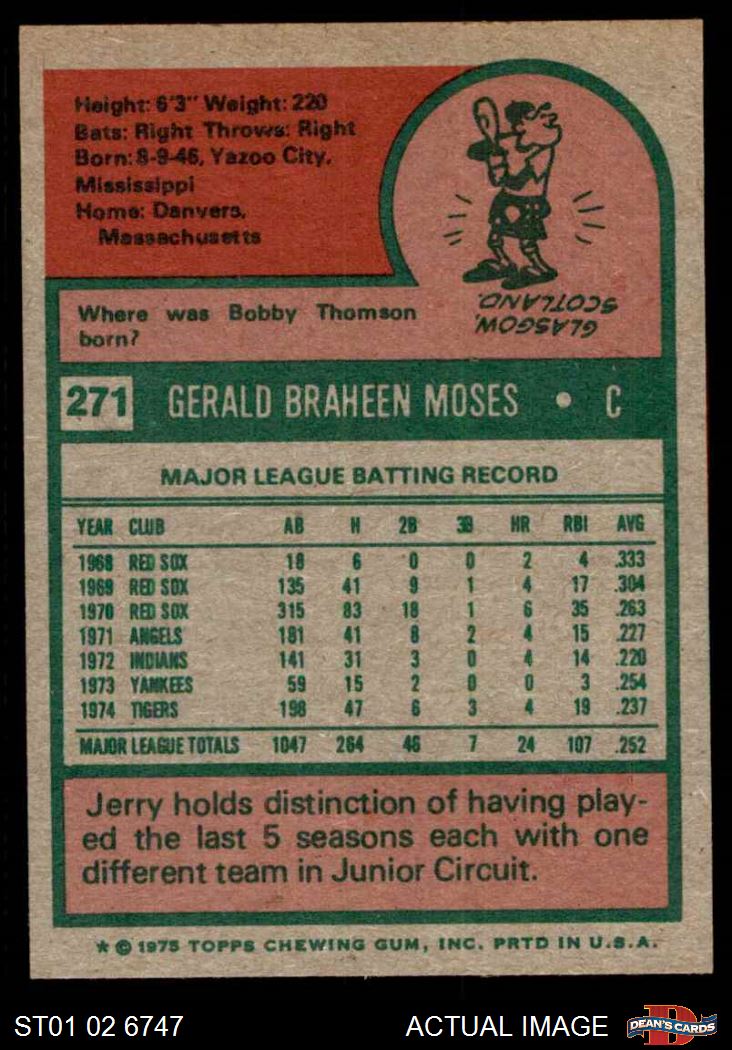 Height: 6'3" Weight: 220
Bats: Right Throws: Right
Born: 8-9-46, Yazoo City,
Mississippi
Home: Danvers,
Massachusetts
Where was Bobby Thomson
born?
GLASGOW,
SCOTLAND.
271 GERALD BRAHEEN MOSES • C
MAJOR LEAGUE BATTING RECORD
YEAR CLUB AB H 2B 3B HR RBI AVG
1968 RED SOX 18 6 0 0 2 4 .333
1969 RED SOX 135 41 9 1 4 17 .304
1970 RED SOX 315 83 18 1 6 35 .263
1971 ANGELS 181 41 8 2 4 15 .227
1972 INDIANS 141 31 3 0 4 14 .220
1973 YANKEES 59 15 2 0 0 3 .254
1974 TIGERS 198 47 6 3 4 19 .237
MAJOR LEAGUE TOTALS 1047 264 46 7 24 107 .252
Jerry holds distinction of having play-
ed the last 5 seasons each with one
different team in Junior Circuit.
* © 1975 TOPPS CHEWING GUM, INC. PRTD IN U.S.A.
ST01 02 6747 ACTUAL IMAGE DEAN'S CARDS